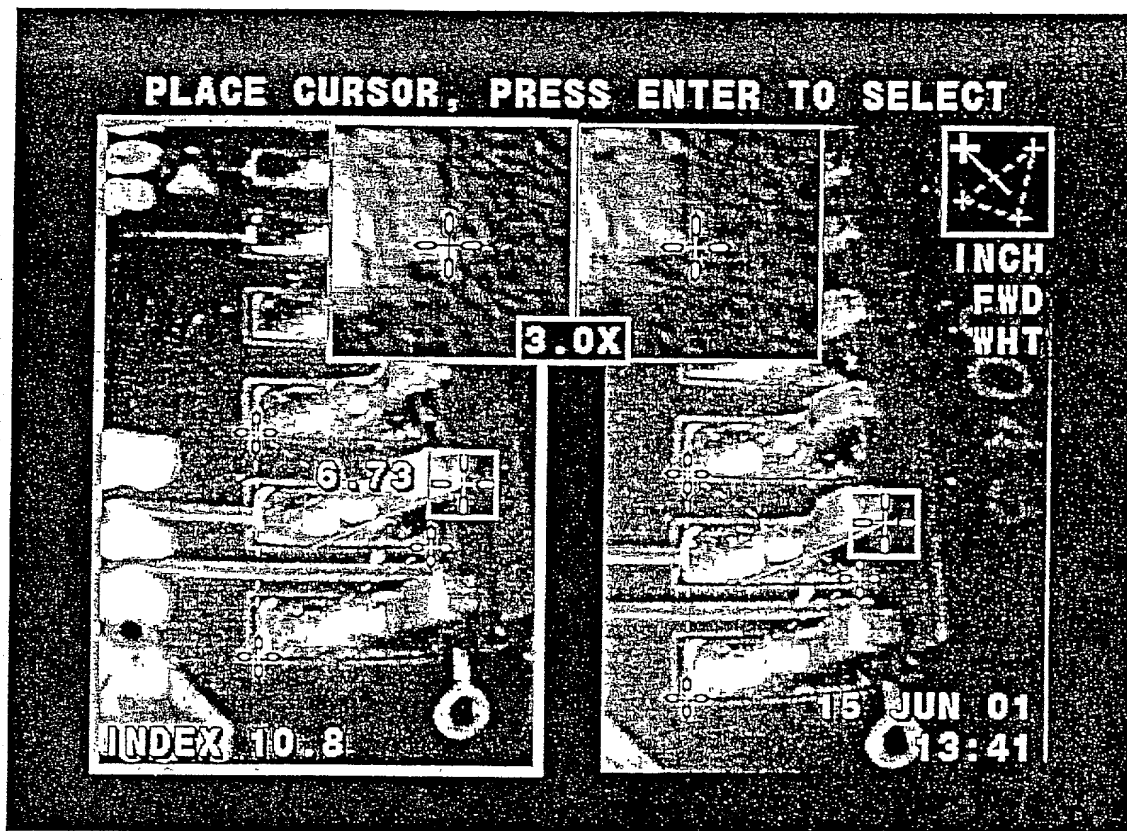 PLACE CURSOR, PRESS ENTER TO SELECT
INCH
FWD
WHT
3.0X
6.73
INDEX 10.8
15 JUN 01
13:41